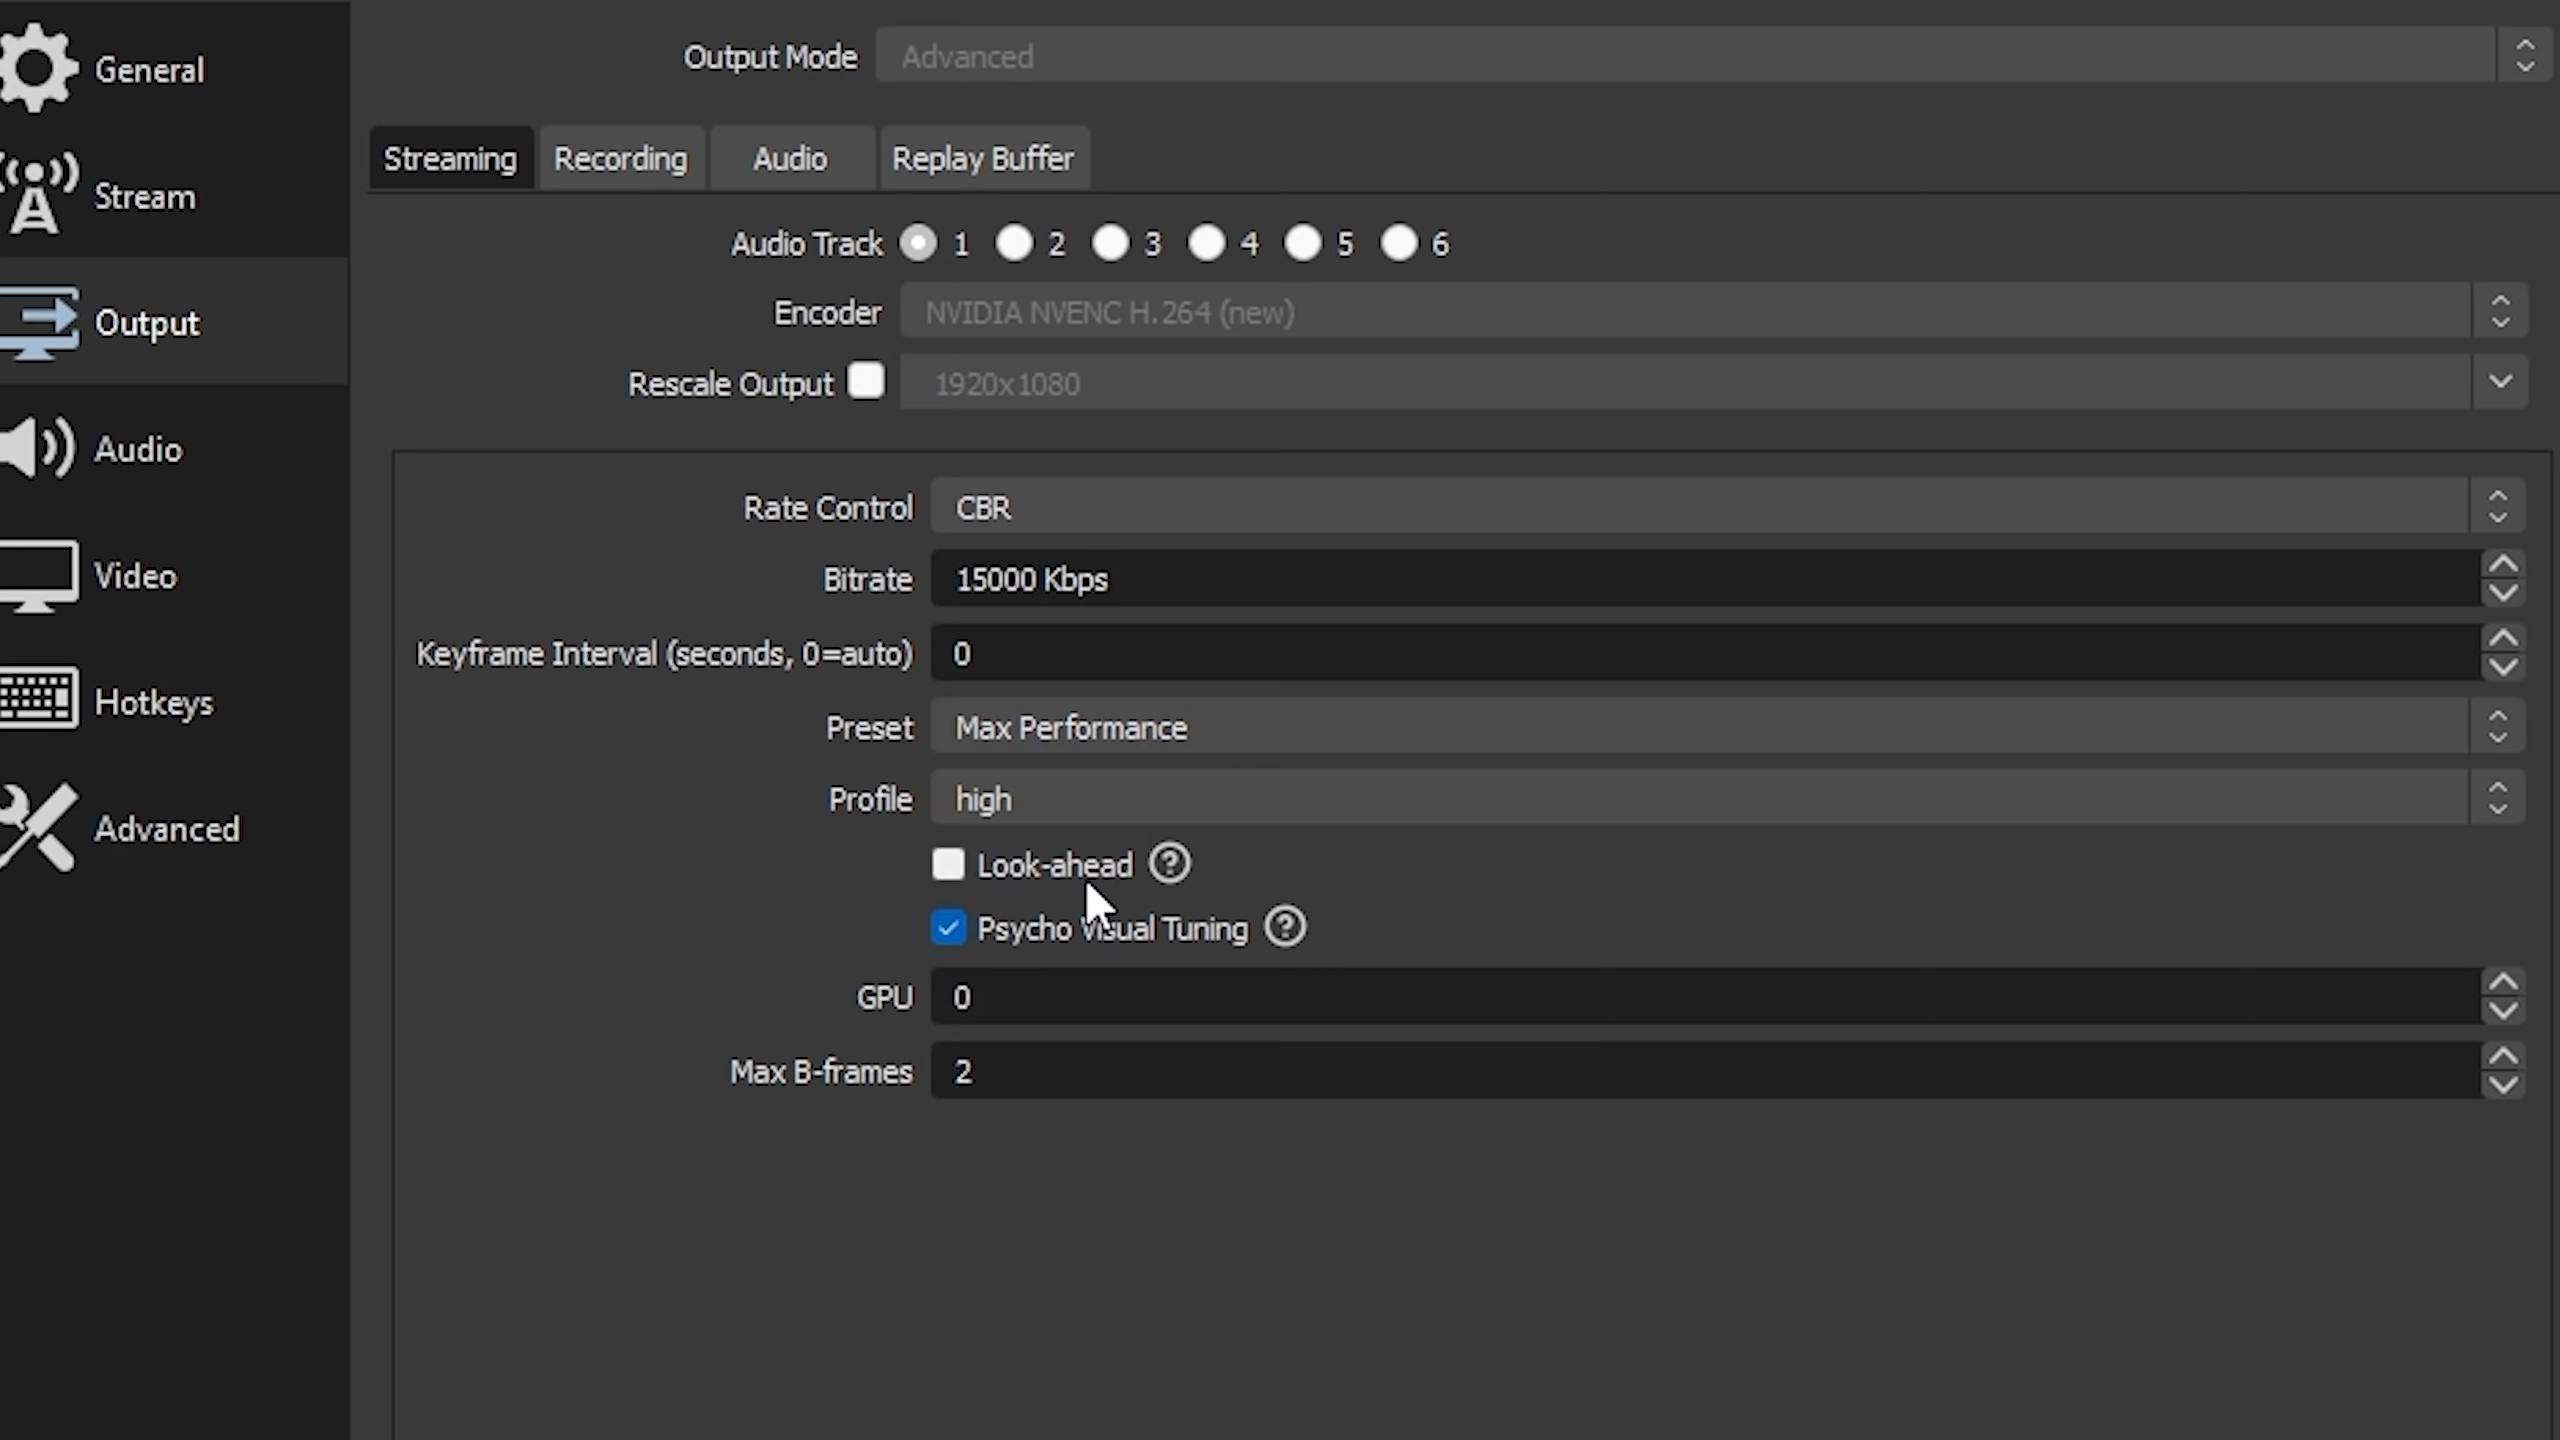 General
Stream
Output
Audio
Video
Hotkeys
Advanced
Output Mode Advanced
Streaming Recording Audio Replay Buffer
Audio Track 1 2 3 4 5 6
Encoder NVIDIA NVENC H.264 (new)
Rescale Output 1920x1080
Rate Control CBR
Bitrate 15000 Kbps
Keyframe Interval (seconds, 0=auto) 0
Preset Max Performance
Profile high
Look-ahead ?
Psycho Visual Tuning ?
GPU 0
Max B-frames 2